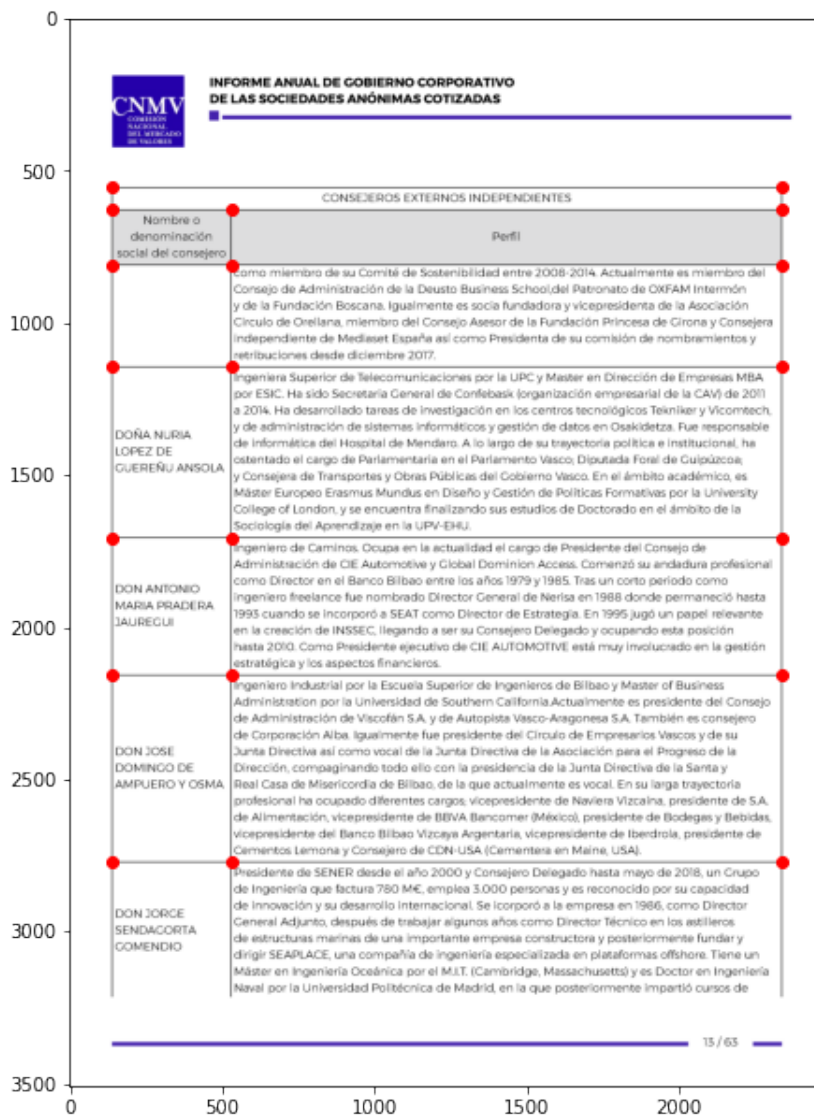 0
500
1000
1500
2000
2500
3000
3500
0
500
1000
1500
2000
CNMV
COMISIÓN
NACIONAL
DEL MERCADO
DE VALORES
INFORME ANUAL DE GOBIERNO CORPORATIVO
DE LAS SOCIEDADES ANÓNIMAS COTIZADAS
CONSEJEROS EXTERNOS INDEPENDIENTES
Nombre o
denominación
social del consejero
Perfil
como miembro de su Comité de Sostenibilidad entre 2008-2014. Actualmente es miembro del
Consejo de Administración de la Deusto Business School,del Patronato de OXFAM Intermón
y de la Fundación Boscana. Igualmente es socia fundadora y vicepresidenta de la Asociación
Círculo de Orellana, miembro del Consejo Asesor de la Fundación Princesa de Girona y Consejera
Independiente de Mediaset España así como Presidenta de su comisión de nombramientos y
retribuciones desde diciembre 2017.
DOÑA NURIA
LOPEZ DE
GUEREÑU ANSOLA
Ingeniera Superior de Telecomunicaciones por la UPC y Master en Dirección de Empresas MBA
por ESIC. Ha sido Secretaria General de Confebask (organización empresarial de la CAV) de 2011
a 2014. Ha desarrollado tareas de investigación en los centros tecnológicos Tekniker y Vicomtech,
y de administración de sistemas informáticos y gestión de datos en Osakidetza. Fue responsable
de informática del Hospital de Mendaro. A lo largo de su trayectoria política e institucional, ha
ostentado el cargo de Parlamentaria en el Parlamento Vasco; Diputada Foral de Guipúzcoa;
y Consejera de Transportes y Obras Públicas del Gobierno Vasco. En el ámbito académico, es
Máster Europeo Erasmus Mundus en Diseño y Gestión de Políticas Formativas por la University
College of London, y se encuentra finalizando sus estudios de Doctorado en el ámbito de la
Sociología del Aprendizaje en la UPV-EHU.
DON ANTONIO
MARIA PRADERA
JAUREGUI
Ingeniero de Caminos. Ocupa en la actualidad el cargo de Presidente del Consejo de
Administración de CIE Automotive y Global Dominion Access. Comenzó su andadura profesional
como Director en el Banco Bilbao entre los años 1979 y 1985. Tras un corto período como
ingeniero freelance fue nombrado Director General de Nerisa en 1988 donde permaneció hasta
1993 cuando se incorporó a SEAT como Director de Estrategia. En 1995 jugó un papel relevante
en la creación de INSSEC, llegando a ser su Consejero Delegado y ocupando esta posición
hasta 2010. Como Presidente ejecutivo de CIE AUTOMOTIVE está muy involucrado en la gestión
estratégica y los aspectos financieros.
DON JOSE
DOMINGO DE
AMPUERO Y OSMA
Ingeniero Industrial por la Escuela Superior de Ingenieros de Bilbao y Master of Business
Administration por la Universidad de Southern California.Actualmente es presidente del Consejo
de Administración de Viscofán S.A. y de Autopista Vasco-Aragonesa S.A. También es consejero
de Corporación Alba. Igualmente fue presidente del Círculo de Empresarios Vascos y de su
Junta Directiva así como vocal de la Junta Directiva de la Asociación para el Progreso de la
Dirección, compaginando todo ello con la presidencia de la Junta Directiva de la Santa y
Real Casa de Misericordia de Bilbao, de la que actualmente es vocal. En su larga trayectoria
profesional ha ocupado diferentes cargos, vicepresidente de Naviera Vizcaína, presidente de S.A.
de Alimentación, vicepresidente de BBVA Bancomer (México), presidente de Bodegas y Bebidas,
vicepresidente del Banco Bilbao Vizcaya Argentaria, vicepresidente de Iberdrola, presidente de
Cementos Lemona y Consejero de CDN-USA (Cementera en Maine, USA).
DON JORGE
SENDAGORTA
GOMENDIO
Presidente de SENER desde el año 2000 y Consejero Delegado hasta mayo de 2018, un Grupo
de Ingeniería que factura 780 M€, emplea 3.000 personas y es reconocido por su capacidad
de innovación y su desarrollo internacional. Se icorporó a la empresa en 1986, como Director
General Adjunto, después de trabajar algunos años como Director Técnico en los astilleros
de estructuras marinas de una importante empresa constructora y posteriormente fundar y
dirigir SEAPLACE, una compañía de ingeniería especializada en plataformas offshore. Tiene un
Máster en Ingeniería Oceánica por el M.I.T. (Cambridge, Massachusetts) y es Doctor en Ingeniería
Naval por la Universidad Politécnica de Madrid, en la que posteriormente impartió cursos de
13 / 63